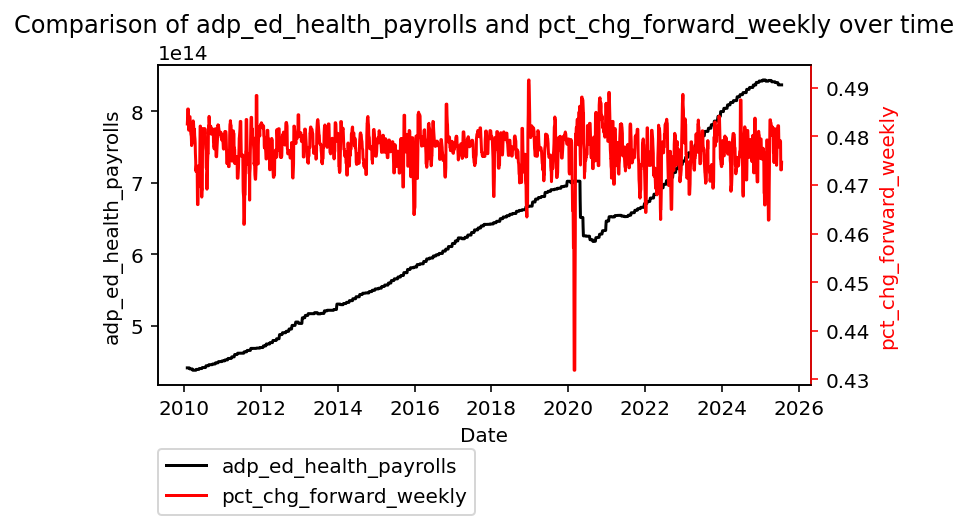 Comparison of adp_ed_health_payrolls and pct_chg_forward_weekly over time
1e14
8
7
6
5
adp_ed_health_payrolls
0.49
0.48
0.47
0.46
0.45
0.44
0.43
pct_chg_forward_weekly
2010 2012 2014 2016 2018 2020 2022 2024 2026
Date
adp_ed_health_payrolls
pct_chg_forward_weekly